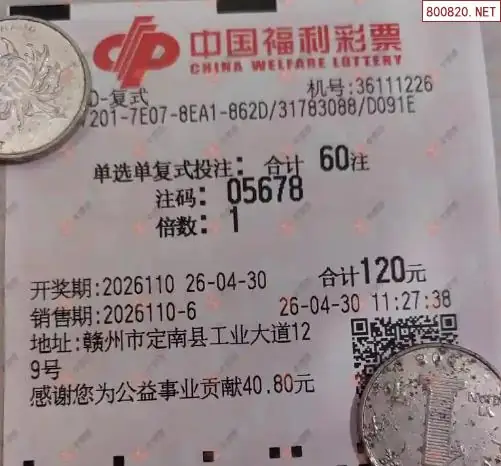 800820.NET
中国福利彩票
CHINA WELFARE LOTTERY
D-复式 机号:36111226
201-7E07-8EA1-862D/31783088/D091E
单选单复式投注: 合计 60注
注码: 05678
倍数: 1
开奖期:2026110 26-04-30 合计120元
销售期:2026110-6 26-04-30 11:27:38
地址:赣州市定南县工业大道12
9号
感谢您为公益事业贡献40.80元
1